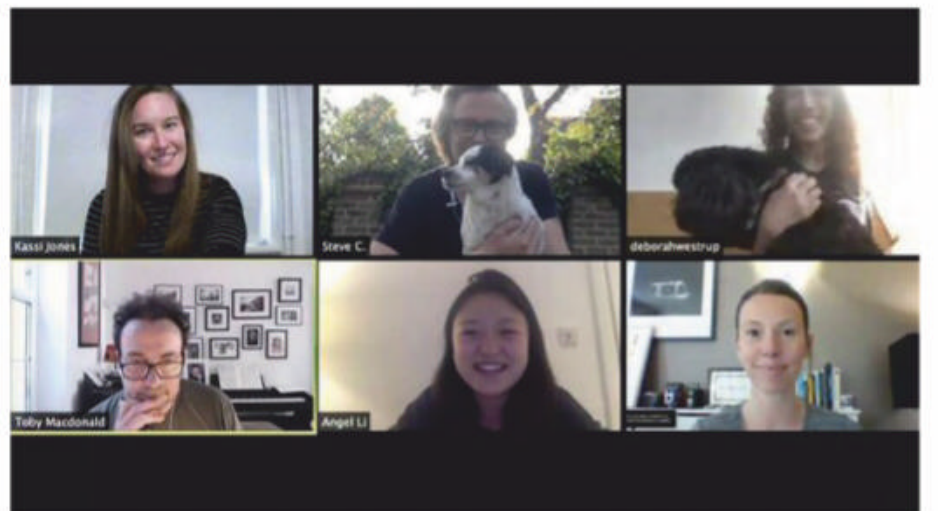 Kassi Jones
Steve C.
deborahwestrup
Toby Macdonald
Angel Li